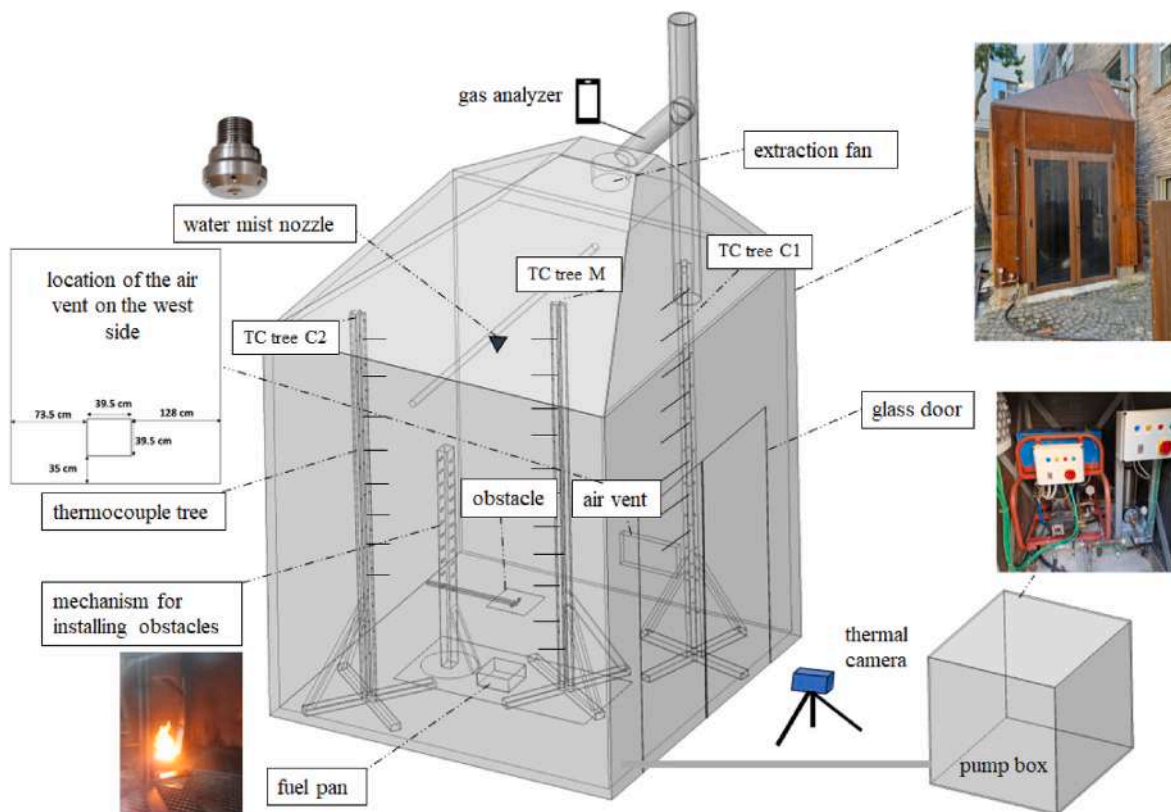 gas analyzer
extraction fan
water mist nozzle
TC tree C1
TC tree M
location of the air
vent on the west
side
TC tree C2
39.5 cm
73.5 cm
128 cm
39.5 cm
35 cm
glass door
thermocouple tree
obstacle
air vent
mechanism for
installing obstacles
thermal
camera
fuel pan
pump box